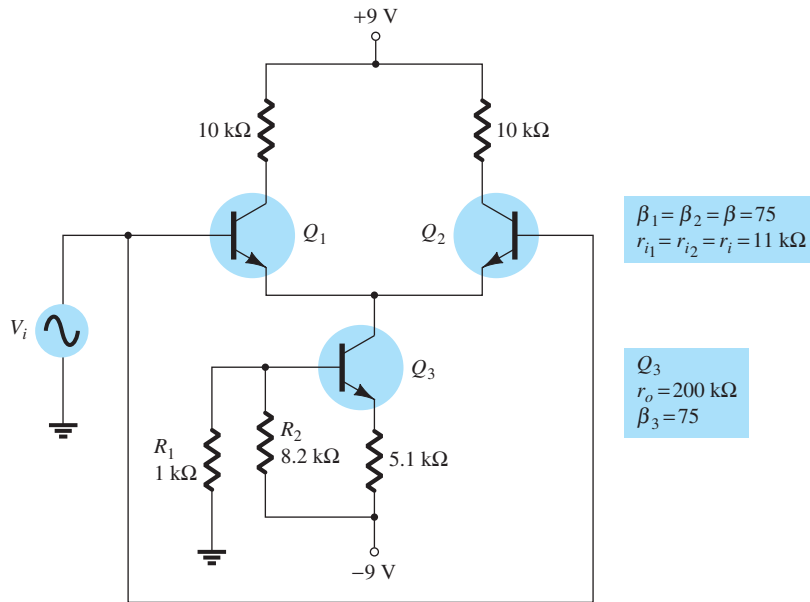 +9 V
10 kΩ
10 kΩ
Q1
Q2
β1 = β2 = β = 75
ri1 = ri2 = ri = 11 kΩ
Vi
Q3
Q3
ro = 200 kΩ
β3 = 75
R1
1 kΩ
R2
8.2 kΩ
5.1 kΩ
−9 V